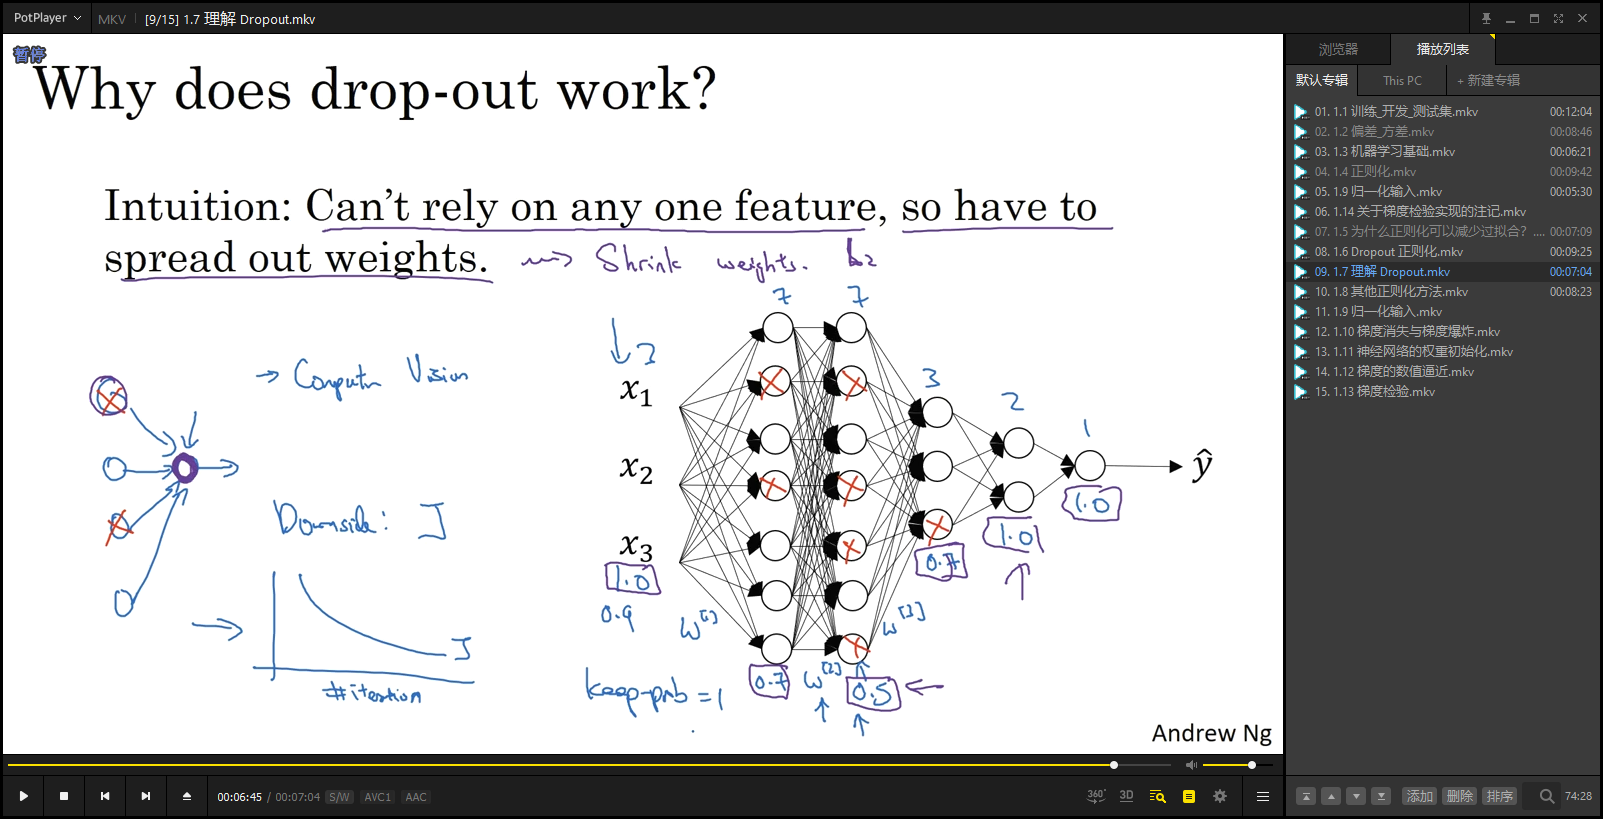 PotPlayer
MKV
[9/15] 1.7 理解 Dropout.mkv
暂停
Why does drop-out work?
Intuition: Can't rely on any one feature, so have to
spread out weights.
Shrink weights.
7
7
3
x1
x2
x3
1.0
0.9
→ Computer Vision
Downside: J
J
#iteration
keep-prob = 1
W[1]
0.7
W[2]
0.5
W[3]
3
0.7
2
1.0
1
1.0
ŷ
Andrew Ng
00:06:45 / 00:07:04 S/W AVC1 AAC
360°
3D
浏览器
播放列表
默认专辑
This PC
+ 新建专辑
01. 1.1 训练_开发_测试集.mkv 00:12:04
02. 1.2 偏差_方差.mkv 00:08:46
03. 1.3 机器学习基础.mkv 00:06:21
04. 1.4 正则化.mkv 00:09:42
05. 1.9 归一化输入.mkv 00:05:30
06. 1.14 关于梯度检验实现的注记.mkv
07. 1.5 为什么正则化可以减少过拟合? .... 00:07:09
08. 1.6 Dropout 正则化.mkv 00:09:25
09. 1.7 理解 Dropout.mkv 00:07:04
10. 1.8 其他正则化方法.mkv 00:08:23
11. 1.9 归一化输入.mkv
12. 1.10 梯度消失与梯度爆炸.mkv
13. 1.11 神经网络的权重初始化.mkv
14. 1.12 梯度的数值逼近.mkv
15. 1.13 梯度检验.mkv
添加
删除
排序
74:28